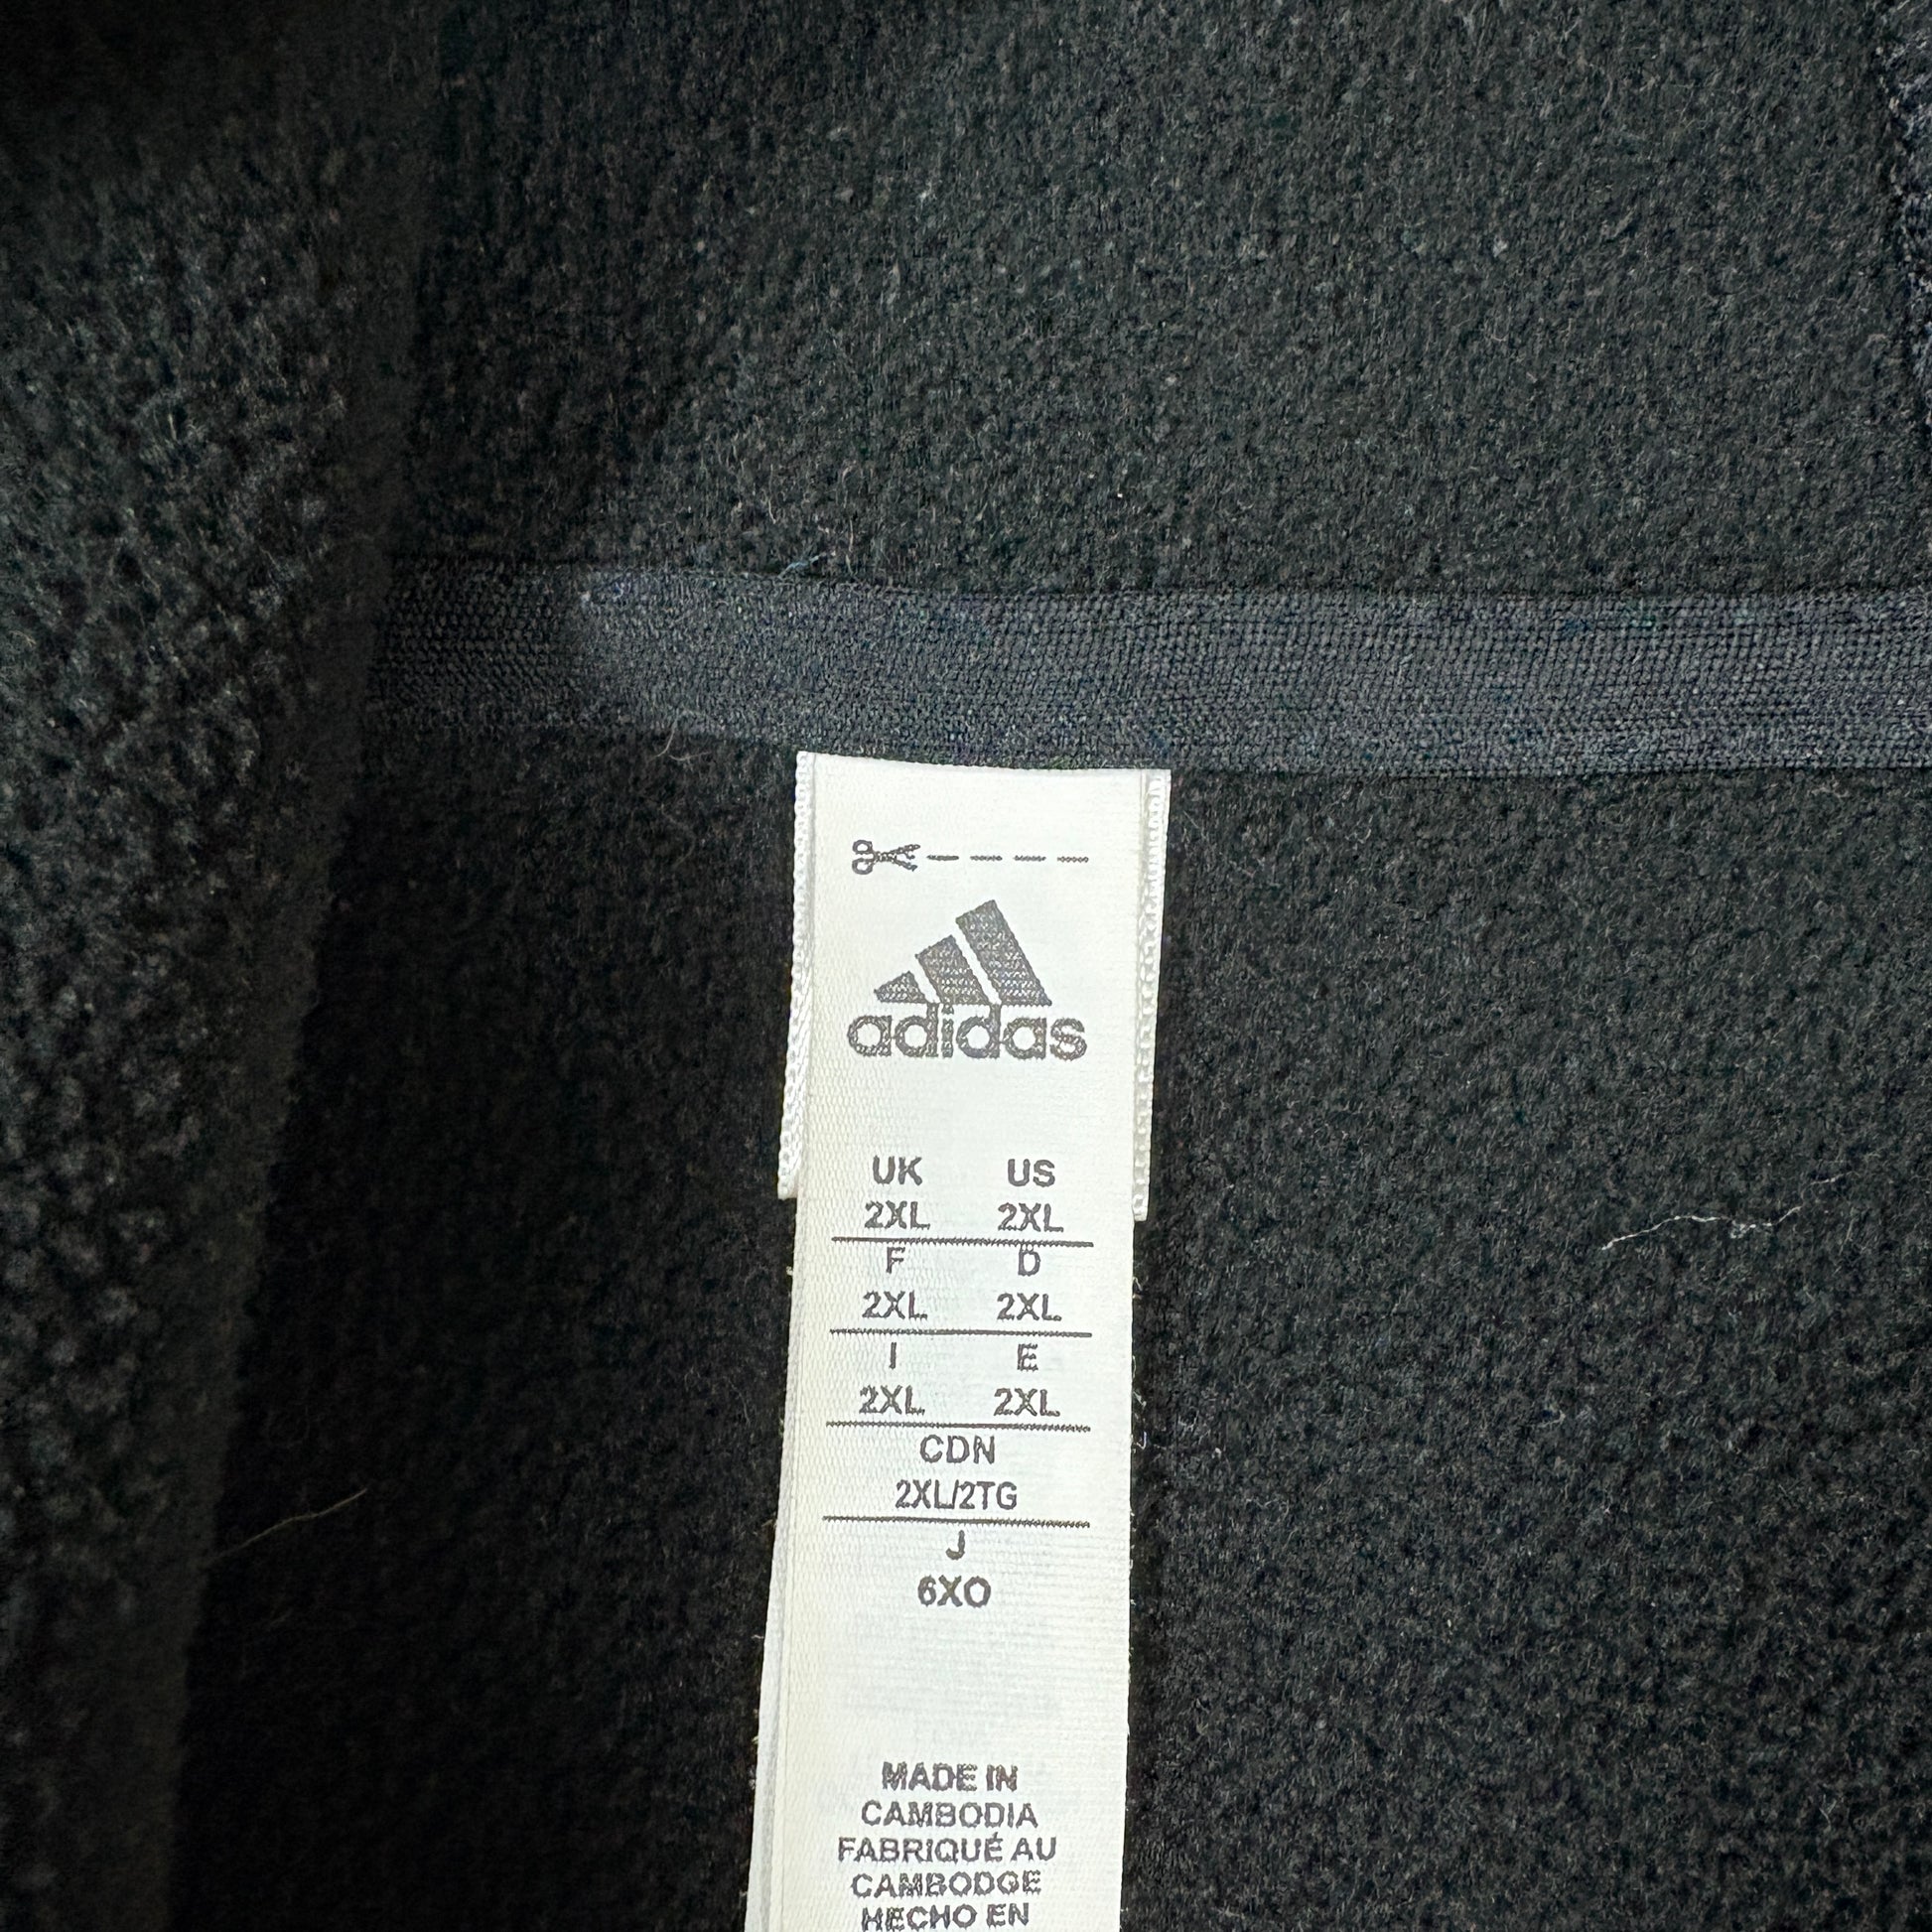 adidas
UK US
2XL 2XL
F D
2XL 2XL
I E
2XL 2XL
CDN
2XL/2TG
J
6XO
MADE IN
CAMBODIA
FABRIQUÉ AU
CAMBODGE
HECHO EN